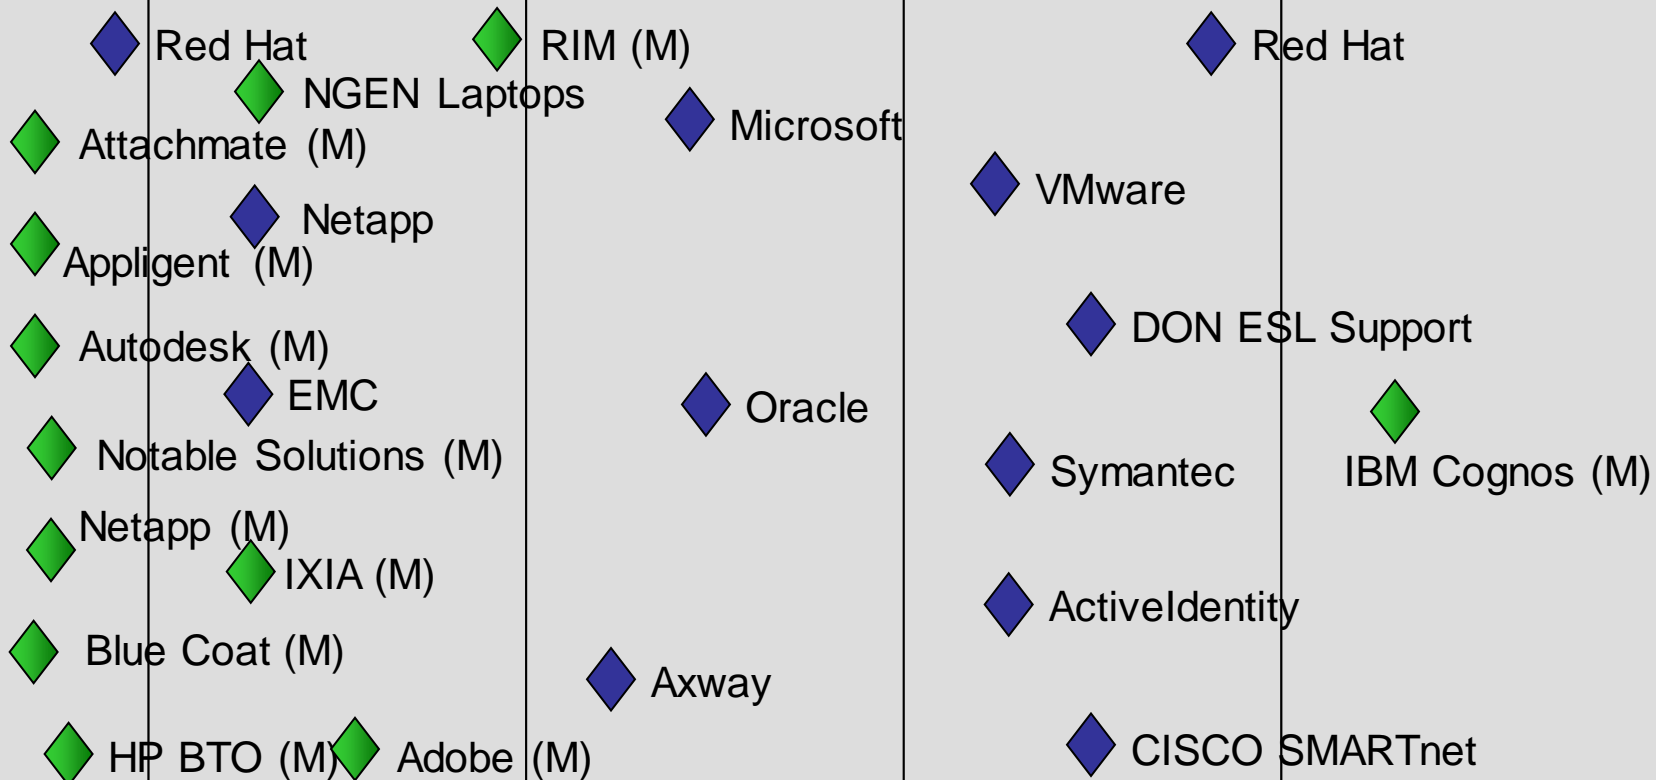 Red Hat
RIM (M)
Red Hat
NGEN Laptops
Microsoft
Attachmate (M)
VMware
Netapp
Appligent (M)
DON ESL Support
Autodesk (M)
EMC
Oracle
Notable Solutions (M)
Symantec
IBM Cognos (M)
Netapp (M)
IXIA (M)
ActiveIdentity
Blue Coat (M)
Axway
HP BTO (M)
Adobe (M)
CISCO SMARTnet